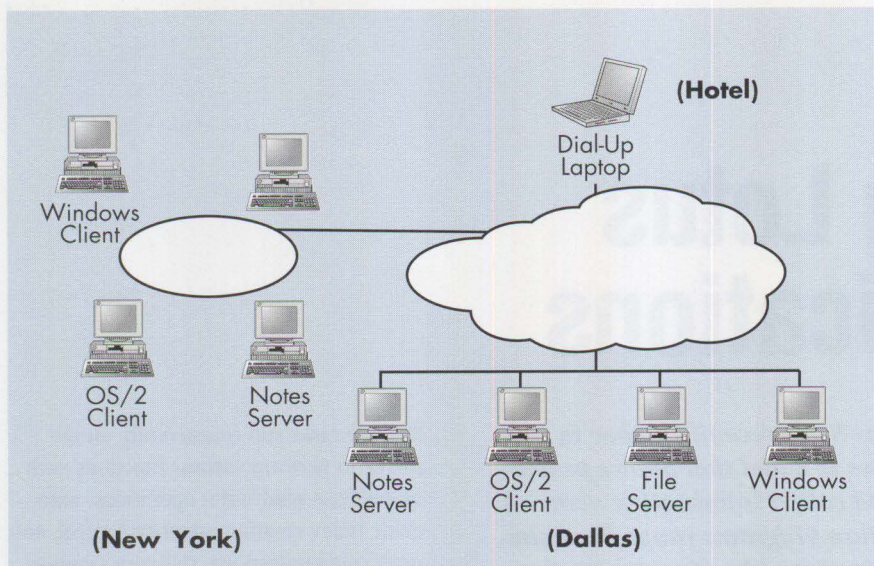 (Hotel)
Dial-Up
Laptop
Windows
Client
OS/2
Client
Notes
Server
Notes
Server
OS/2
Client
File
Server
Windows
Client
(New York)
(Dallas)